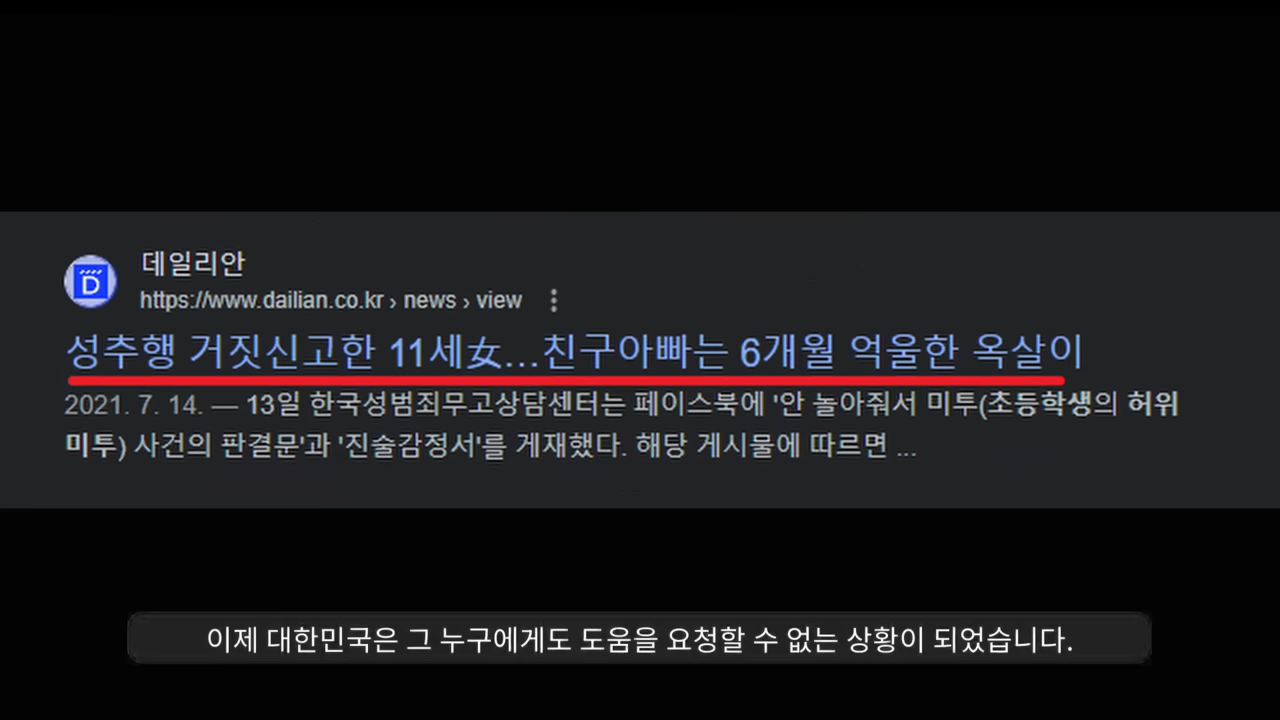 데일리안
D
https://www.dailian.co.kr › news › view
성추행 거짓신고한 11세女...친구아빠는 6개월 억울한 옥살이
2021. 7. 14. — 13일 한국성범죄무고상담센터는 페이스북에 '안 놀아줘서 미투(초등학생의 허위
미투) 사건의 판결문'과 '진술감정서'를 게재했다. 해당 게시물에 따르면 ...
이제 대한민국은 그 누구에게도 도움을 요청할 수 없는 상황이 되었습니다.